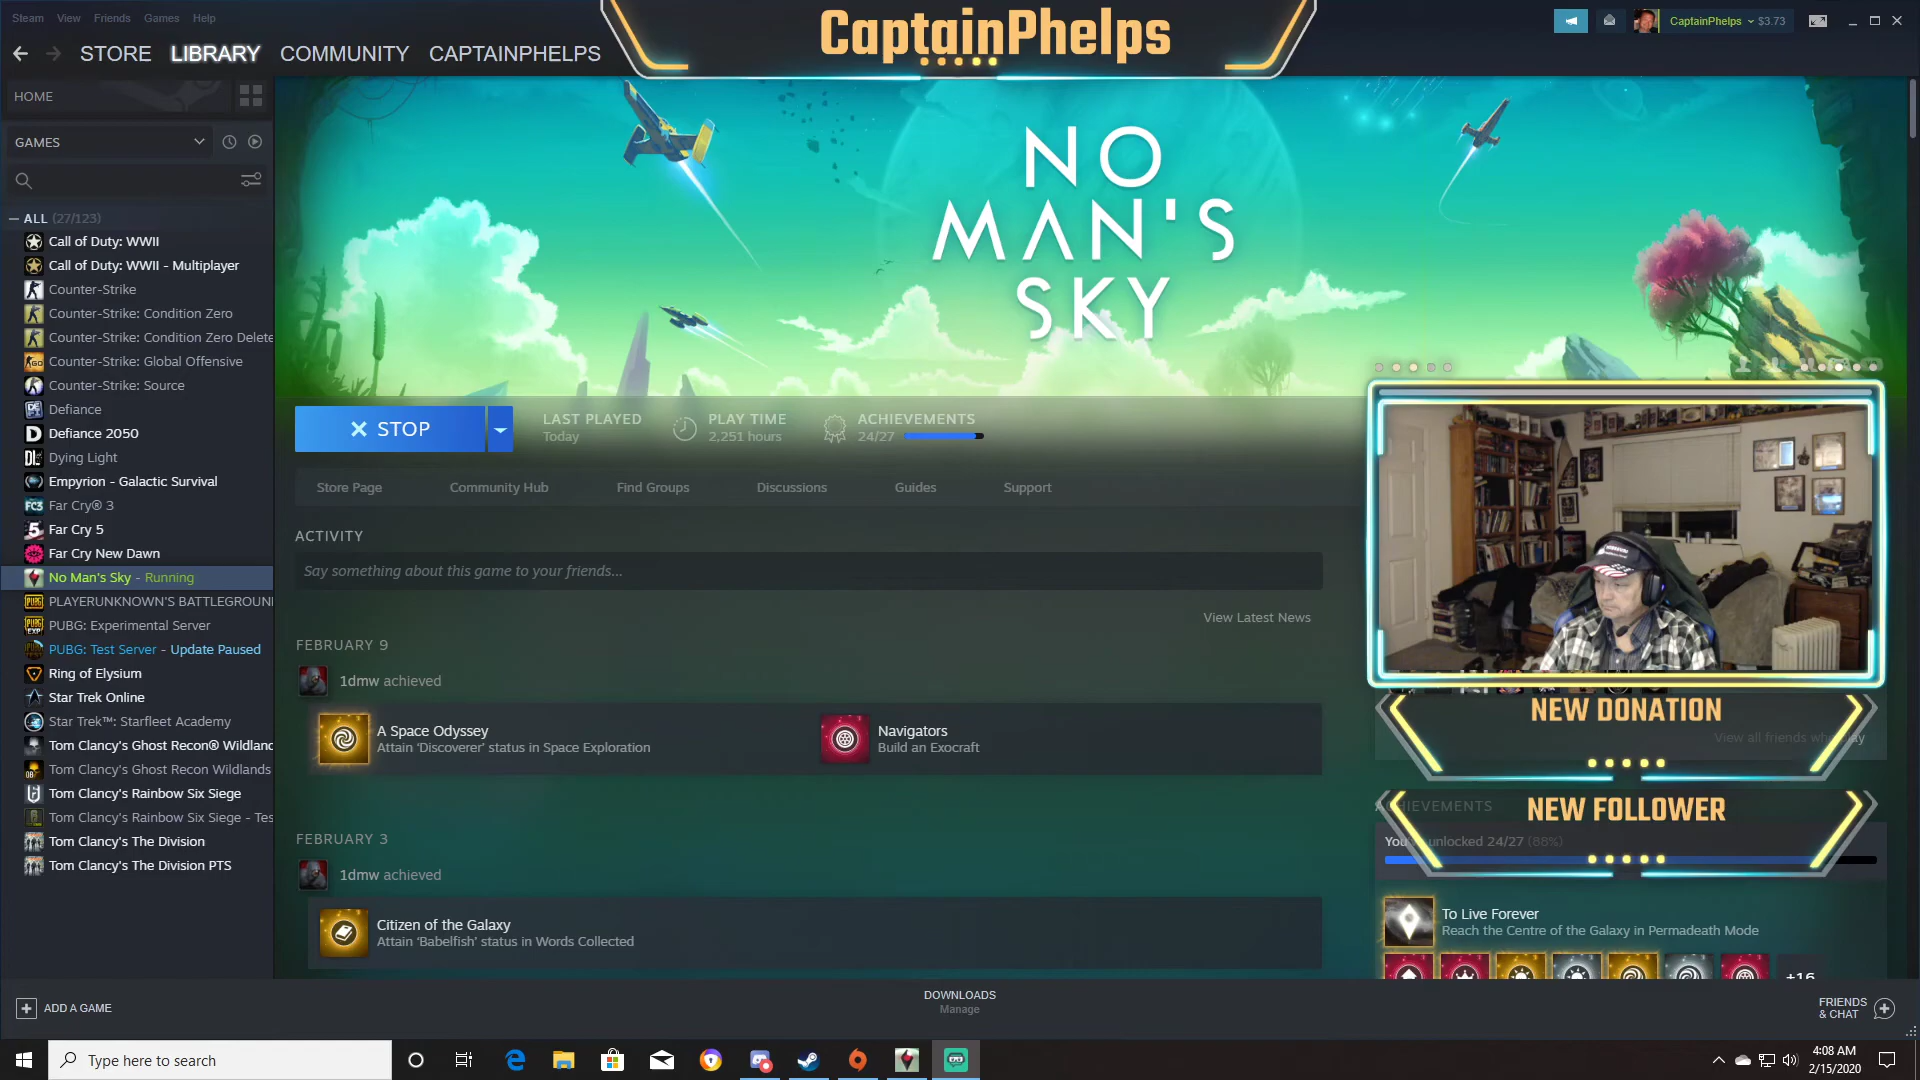 Steam View Friends Games Help
CaptainPhelps
CaptainPhelps $3.73
STORE LIBRARY COMMUNITY CAPTAINPHELPS
HOME
GAMES
ALL (27/123)
Call of Duty: WWII
Call of Duty: WWII - Multiplayer
Counter-Strike
Counter-Strike: Condition Zero
Counter-Strike: Condition Zero Delete
Counter-Strike: Global Offensive
Counter-Strike: Source
Defiance
Defiance 2050
Dying Light
Empyrion - Galactic Survival
Far Cry® 3
Far Cry 5
Far Cry New Dawn
No Man's Sky - Running
PLAYERUNKNOWN'S BATTLEGROUN
PUBG: Experimental Server
PUBG: Test Server - Update Paused
Ring of Elysium
Star Trek Online
Star Trek™: Starfleet Academy
Tom Clancy's Ghost Recon® Wildlanc
Tom Clancy's Ghost Recon Wildlands
Tom Clancy's Rainbow Six Siege
Tom Clancy's Rainbow Six Siege - Tes
Tom Clancy's The Division
Tom Clancy's The Division PTS
NO
MAN'S
SKY
STOP
LAST PLAYED
Today
PLAY TIME
2,251 hours
ACHIEVEMENTS
24/27
Store Page Community Hub Find Groups Discussions Guides Support
ACTIVITY
Say something about this game to your friends...
View Latest News
FEBRUARY 9
1dmw achieved
A Space Odyssey
Attain 'Discoverer' status in Space Exploration
Navigators
Build an Exocraft
FEBRUARY 3
1dmw achieved
Citizen of the Galaxy
Attain 'Babelfish' status in Words Collected
NEW DONATION
View all friends who play
NEW FOLLOWER
ACHIEVEMENTS
You've unlocked 24/27 (88%)
To Live Forever
Reach the Centre of the Galaxy in Permadeath Mode
+16
ADD A GAME
DOWNLOADS
Manage
FRIENDS
& CHAT
Type here to search
4:08 AM
2/15/2020